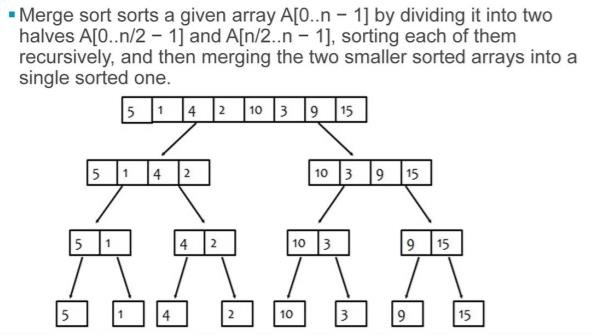 Merge sort sorts a given array A[0..n − 1] by dividing it into two
halves A[0..n/2 − 1] and A[n/2..n − 1], sorting each of them
recursively, and then merging the two smaller sorted arrays into a
single sorted one.
5 1 4 2 10 3 9 15
5 1 4 2 10 3 9 15
5 1 4 2 10 3 9 15
5 1 4 2 10 3 9 15